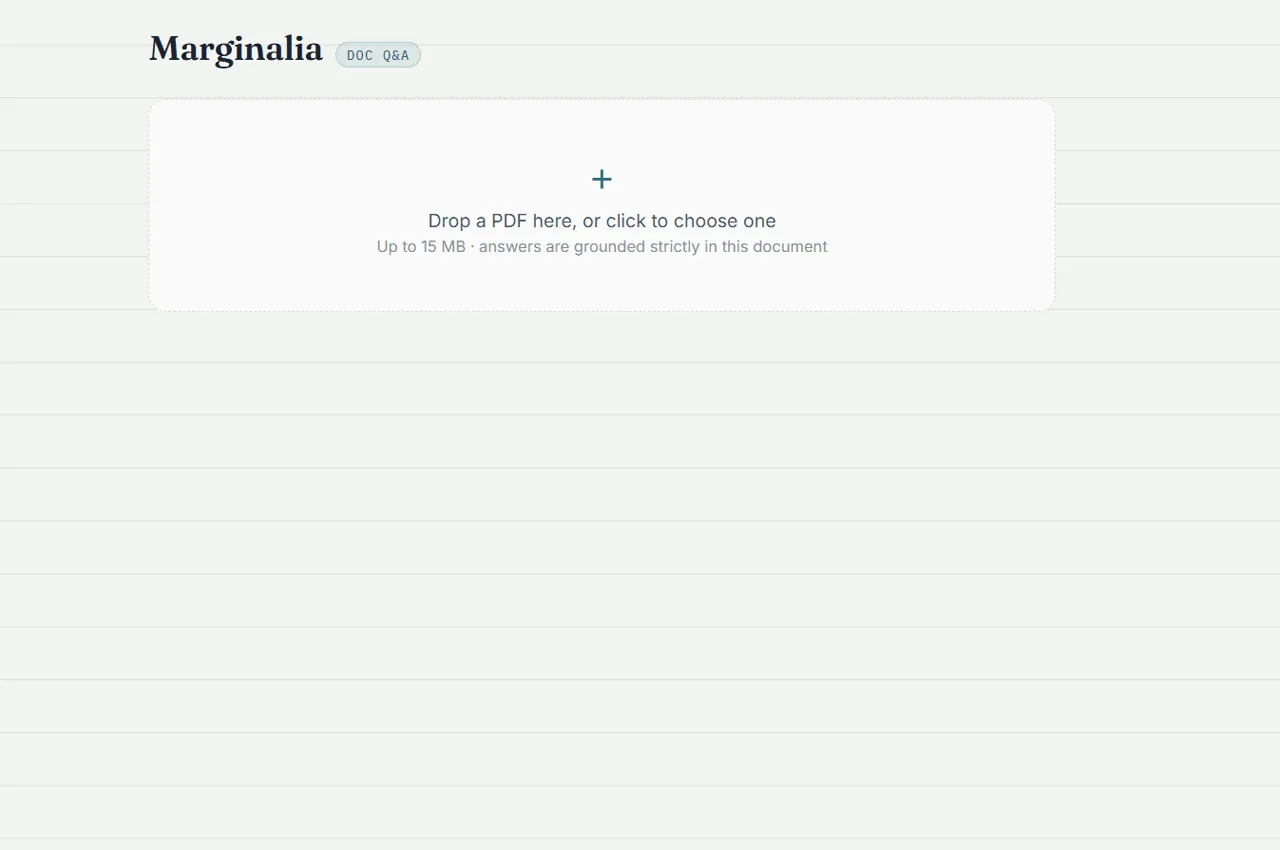 Marginalia DOC Q&A
+
Drop a PDF here, or click to choose one
Up to 15 MB · answers are grounded strictly in this document